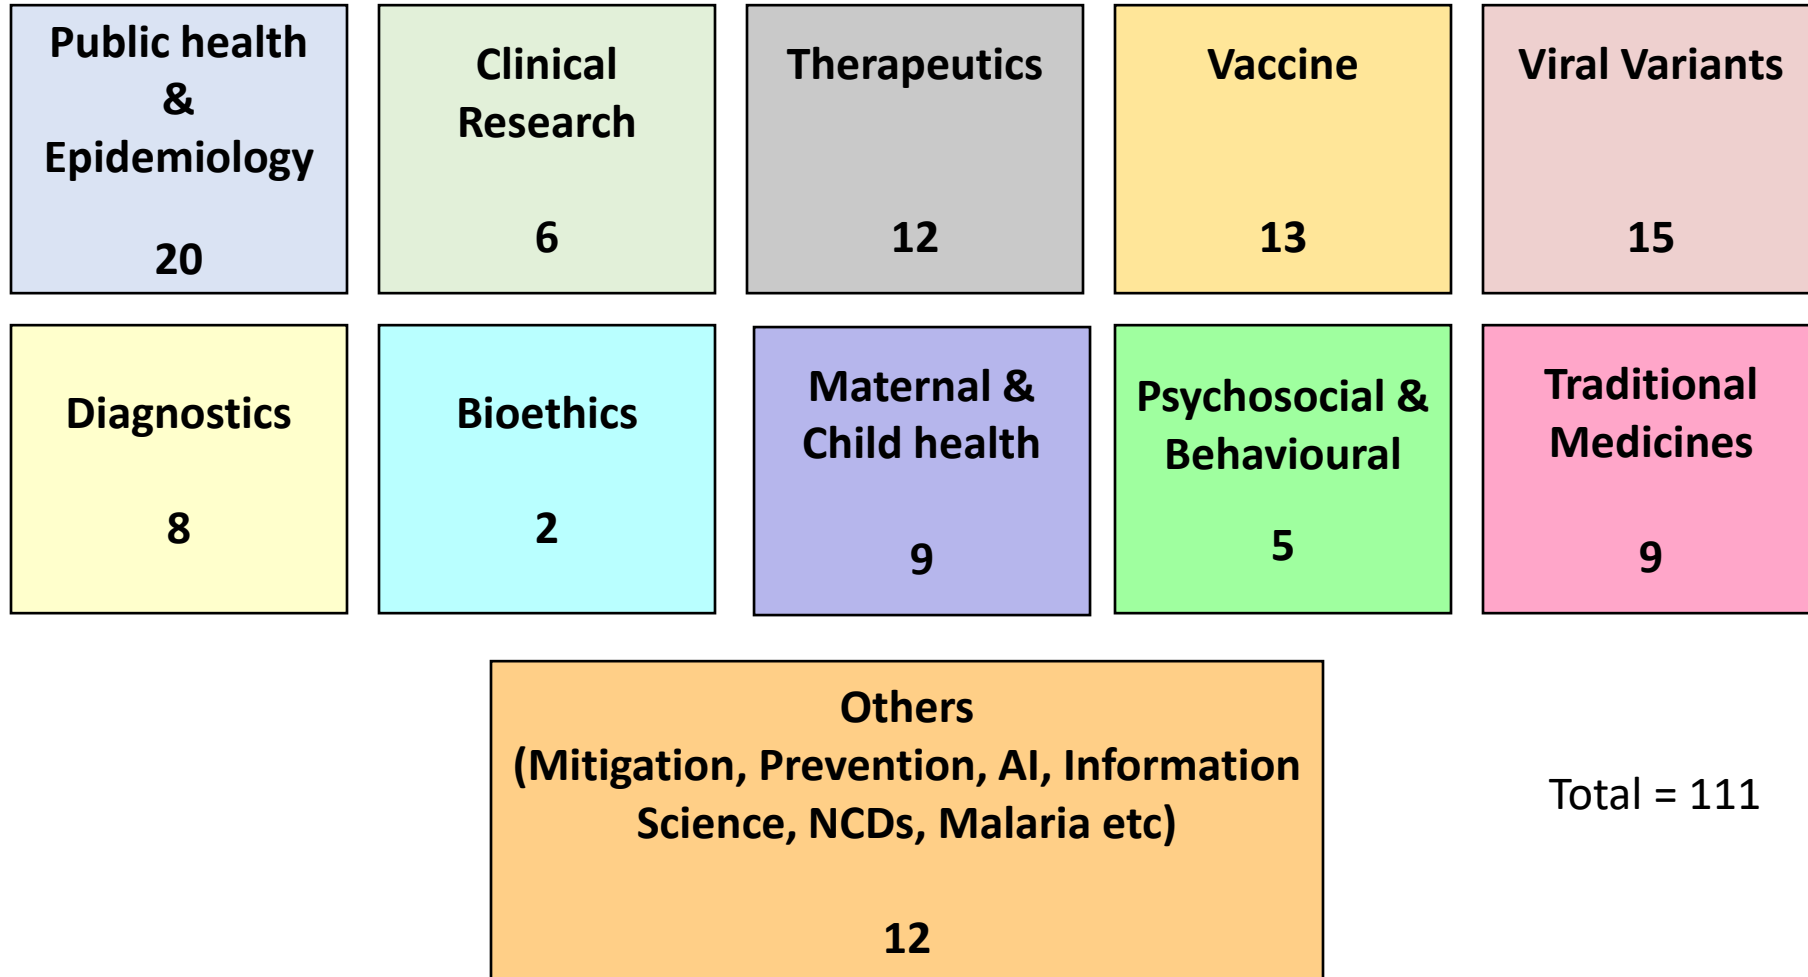 Public health
&
Epidemiology
20
Clinical
Research
6
Therapeutics
12
Vaccine
13
Viral Variants
15
Diagnostics
8
Bioethics
2
Maternal &
Child health
9
Psychosocial &
Behavioural
5
Traditional
Medicines
9
Others
(Mitigation, Prevention, AI, Information
Science, NCDs, Malaria etc)
12
Total = 111